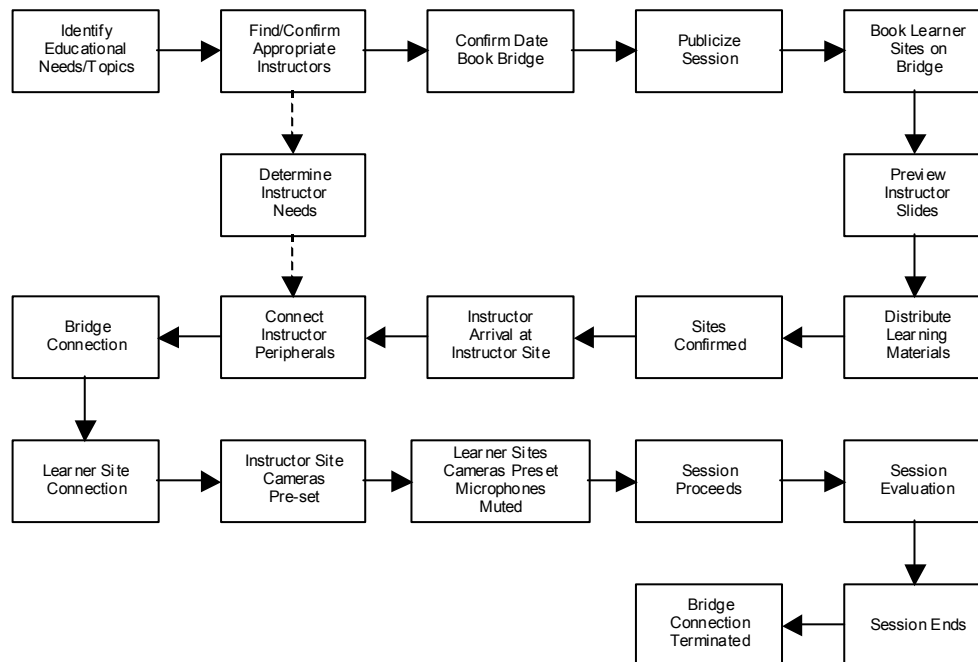 Identify
Educational
Needs/Topics
Find/Confirm
Appropriate
Instructors
Confirm Date
Book Bridge
Publicize
Session
Book Learner
Sites on
Bridge
Determine
Instructor
Needs
Preview
Instructor
Slides
Bridge
Connection
Connect
Instructor
Peripherals
Instructor
Arrival at
Instructor Site
Sites
Confirmed
Distribute
Learning
Materials
Learner Site
Connection
Instructor Site
Cameras
Pre-set
Learner Sites
Cameras Preset
Microphones
Muted
Session
Proceeds
Session
Evaluation
Bridge
Connection
Terminated
Session Ends